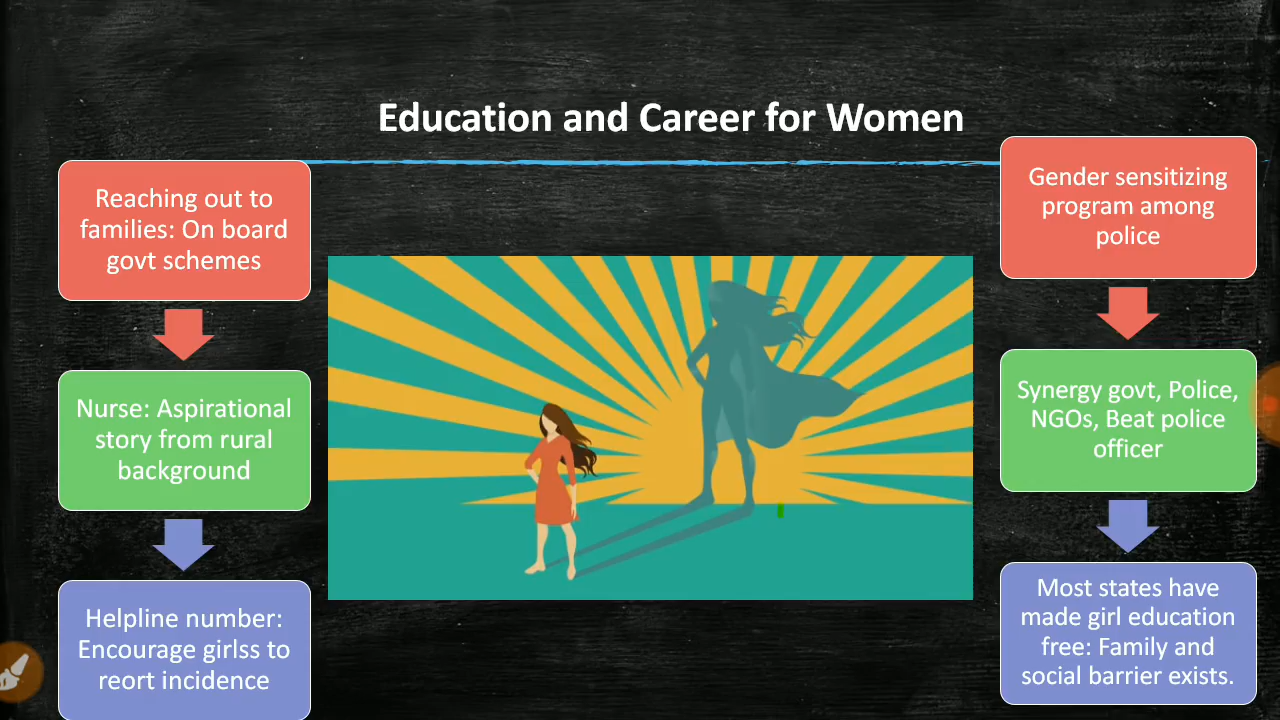 Education and Career for Women
Reaching out to
families: On board
govt schemes
Nurse: Aspirational
story from rural
background
Helpline number:
Encourage girlss to
reort incidence
Gender sensitizing
program among
police
Synergy govt, Police,
NGOs, Beat police
officer
Most states have
made girl education
free: Family and
social barrier exists.